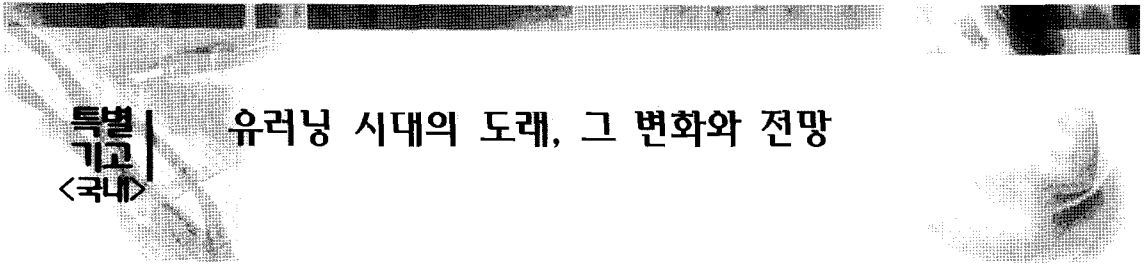 특별
기고
<국내>
유러닝 시대의 도래, 그 변화와 전망